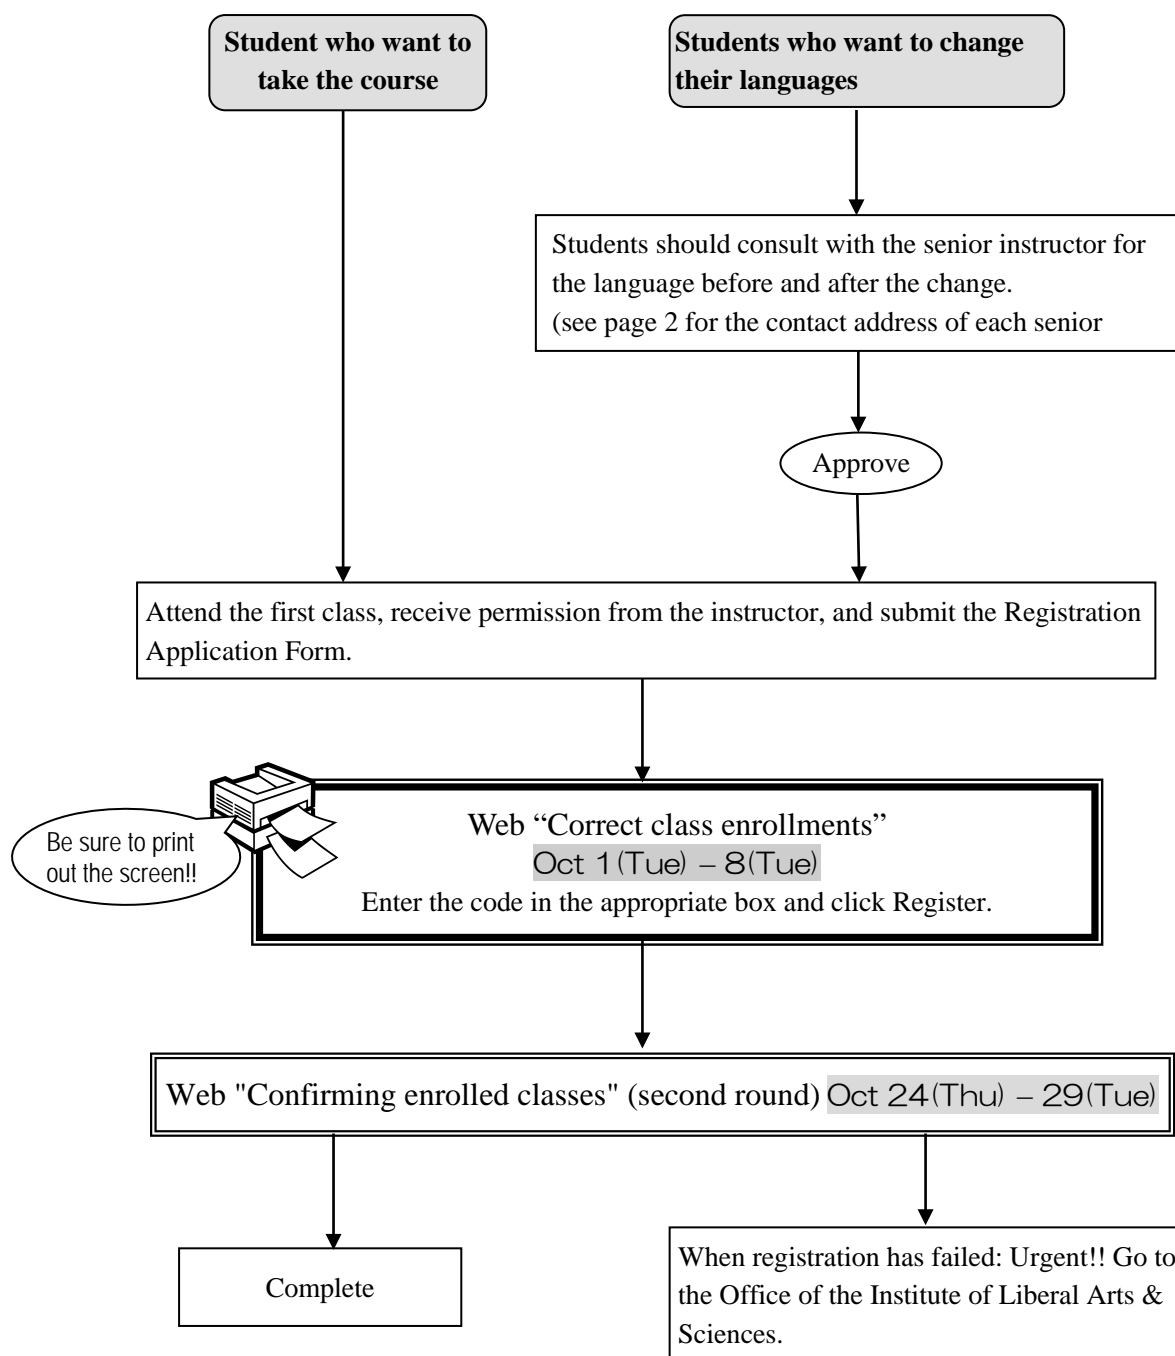 Student who want to
take the course
Students who want to change
their languages
Students should consult with the senior instructor for
the language before and after the change.
(see page 2 for the contact address of each senior
Approve
Attend the first class, receive permission from the instructor, and submit the Registration
Application Form.
Be sure to print
out the screen!!
Web “Correct class enrollments”
Oct 1(Tue) – 8(Tue)
Enter the code in the appropriate box and click Register.
Web "Confirming enrolled classes" (second round) Oct 24(Thu) – 29(Tue)
Complete
When registration has failed: Urgent!! Go to
the Office of the Institute of Liberal Arts &
Sciences.